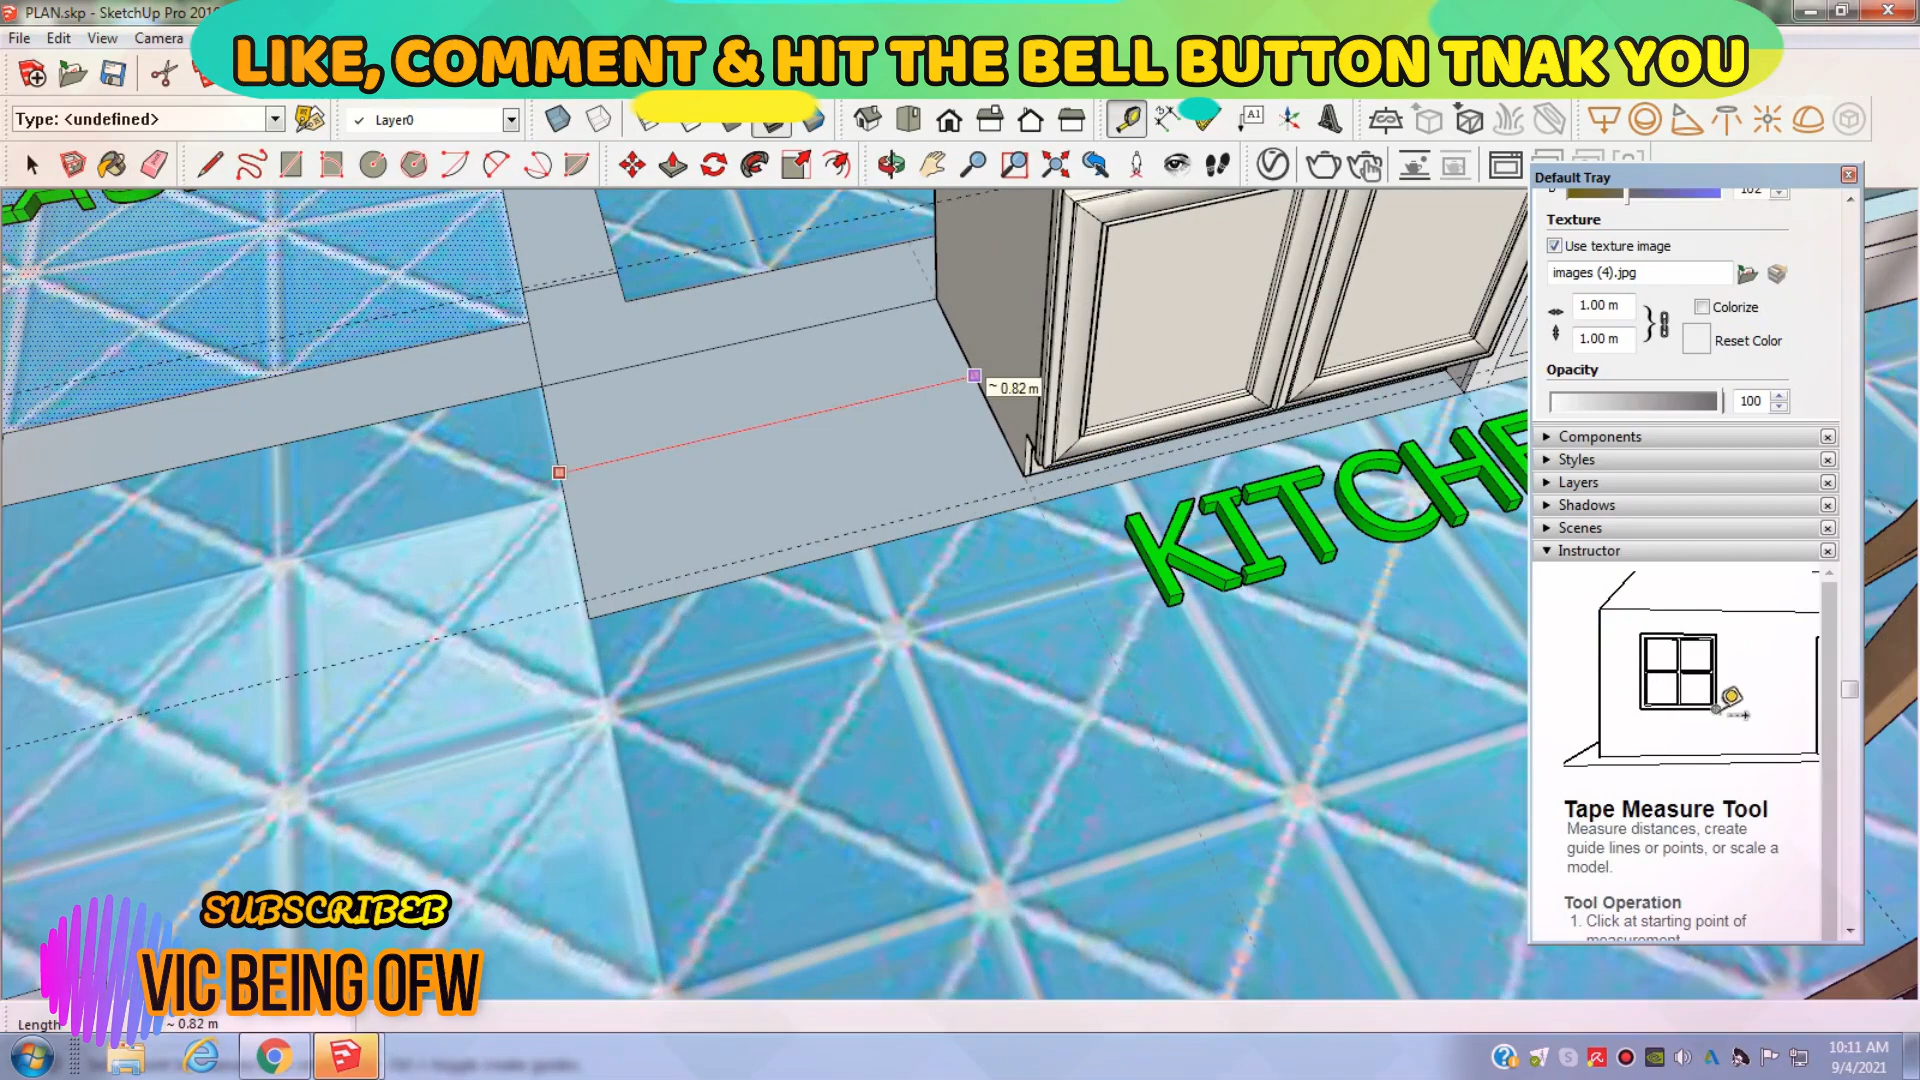 PLAN.skp - SketchUp Pro 201
LIKE, COMMENT & HIT THE BELL BUTTON TNAK YOU
File Edit View Camera
Type: <undefined>
Layer0
A1
Default Tray
102
Texture
Use texture image
images (4).jpg
1.00 m
Colorize
1.00 m
Reset Color
Opacity
100
Components
Styles
Layers
Shadows
Scenes
Instructor
~ 0.82 m
KITCHE
Tape Measure Tool
Measure distances, create
guide lines or points, or scale a
model.
Tool Operation
1. Click at starting point of
measurement.
SUBSCRIBEB
VIC BEING OFW
Length
~ 0.82 m
10:11 AM
9/4/2021